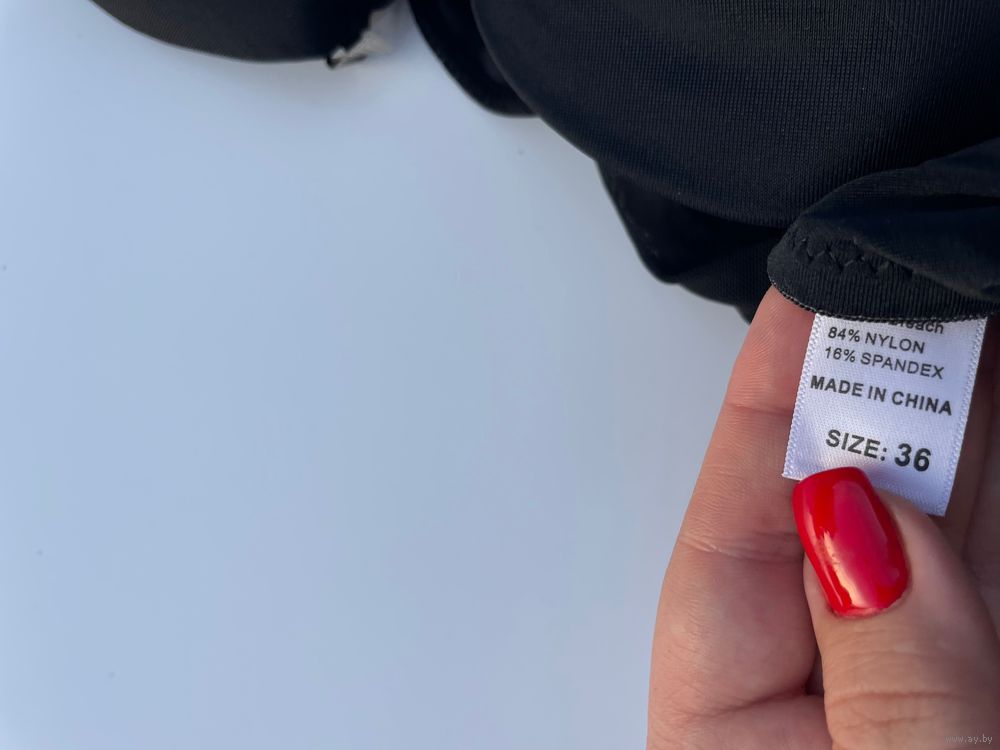 84% NYLON
16% SPANDEX
MADE IN CHINA
SIZE: 36
www.ay.by